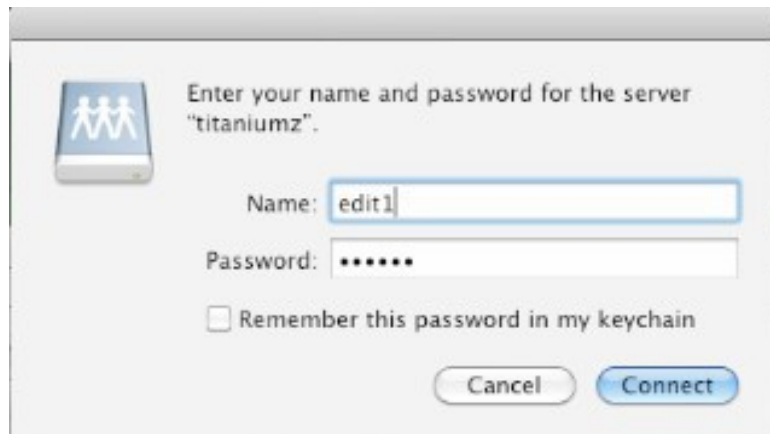 Enter your name and password for the server
“titaniumz”.
Name: edit1
Password: ••••••
Remember this password in my keychain
Cancel Connect